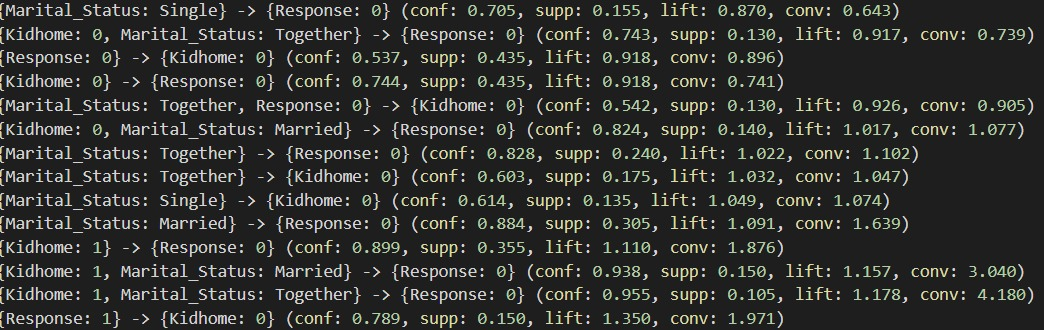 {Marital_Status: Single} -> {Response: 0} (conf: 0.705, supp: 0.155, lift: 0.870, conv: 0.643)
{Kidhome: 0, Marital_Status: Together} -> {Response: 0} (conf: 0.743, supp: 0.130, lift: 0.917, conv: 0.739)
{Response: 0} -> {Kidhome: 0} (conf: 0.537, supp: 0.435, lift: 0.918, conv: 0.896)
{Kidhome: 0} -> {Response: 0} (conf: 0.744, supp: 0.435, lift: 0.918, conv: 0.741)
{Marital_Status: Together, Response: 0} -> {Kidhome: 0} (conf: 0.542, supp: 0.130, lift: 0.926, conv: 0.905)
{Kidhome: 0, Marital_Status: Married} -> {Response: 0} (conf: 0.824, supp: 0.140, lift: 1.017, conv: 1.077)
{Marital_Status: Together} -> {Response: 0} (conf: 0.828, supp: 0.240, lift: 1.022, conv: 1.102)
{Marital_Status: Together} -> {Kidhome: 0} (conf: 0.603, supp: 0.175, lift: 1.032, conv: 1.047)
{Marital_Status: Single} -> {Kidhome: 0} (conf: 0.614, supp: 0.135, lift: 1.049, conv: 1.074)
{Marital_Status: Married} -> {Response: 0} (conf: 0.884, supp: 0.305, lift: 1.091, conv: 1.639)
{Kidhome: 1} -> {Response: 0} (conf: 0.899, supp: 0.355, lift: 1.110, conv: 1.876)
{Kidhome: 1, Marital_Status: Married} -> {Response: 0} (conf: 0.938, supp: 0.150, lift: 1.157, conv: 3.040)
{Kidhome: 1, Marital_Status: Together} -> {Response: 0} (conf: 0.955, supp: 0.105, lift: 1.178, conv: 4.180)
{Response: 1} -> {Kidhome: 0} (conf: 0.789, supp: 0.150, lift: 1.350, conv: 1.971)